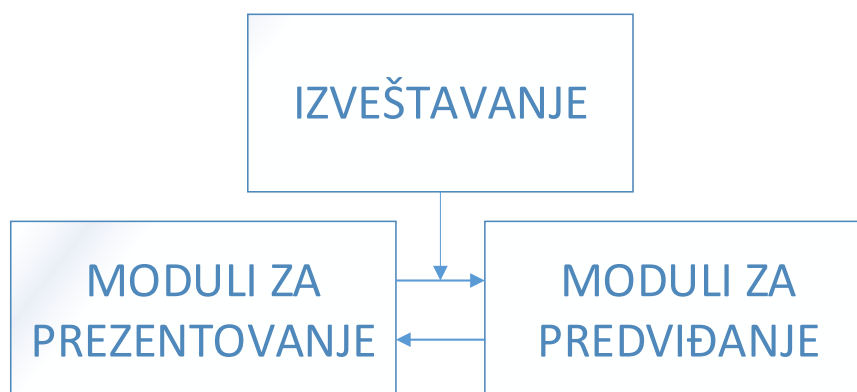 IZVEŠTAVANJE
MODULI ZA
PREZENTOVANJE
MODULI ZA
PREDVIĐANJE